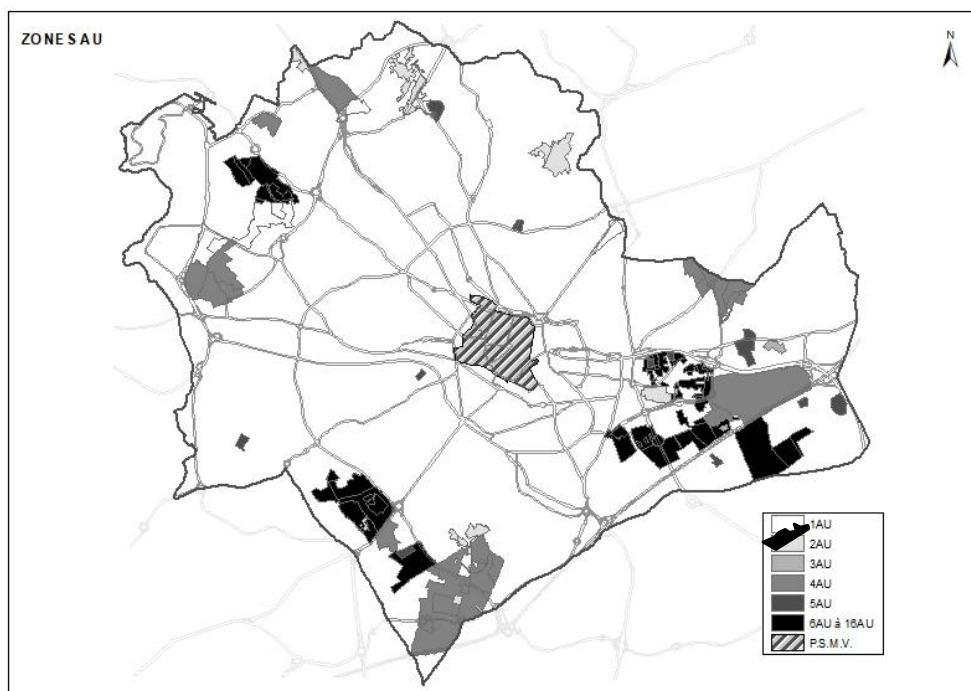 ZONES AU
N
1AU
2AU
3AU
4AU
5AU
6AU à 16AU
P.S.M.V.